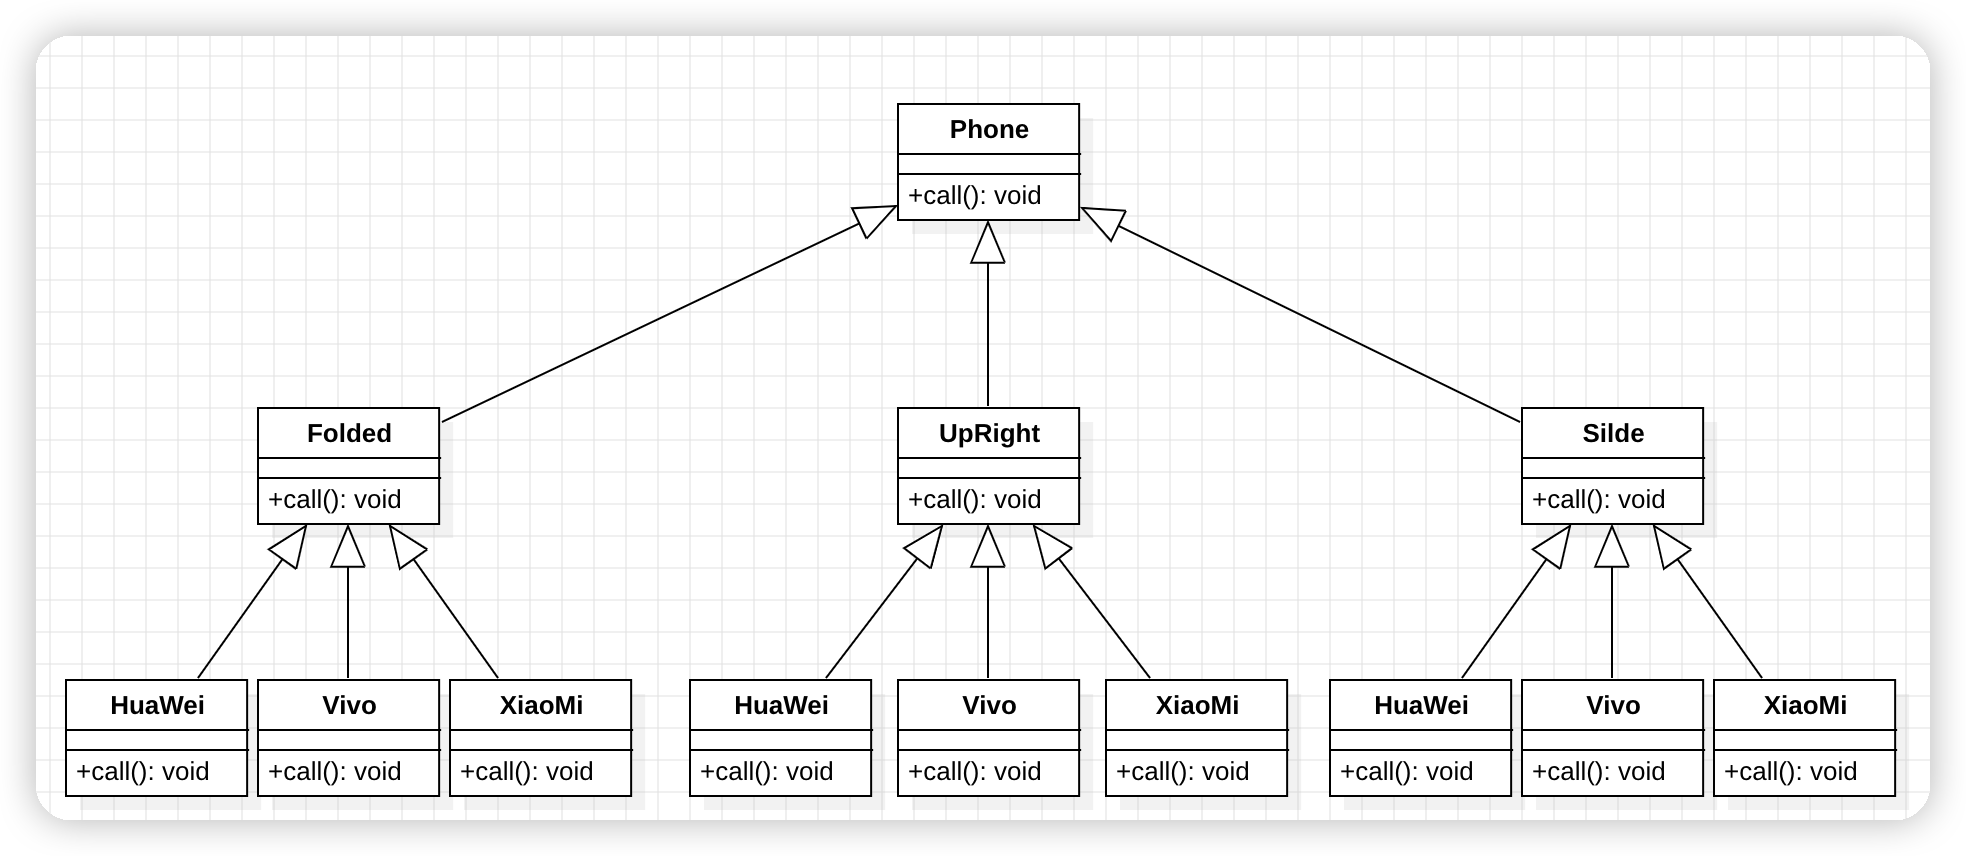 Phone
+call(): void
Folded
+call(): void
UpRight
+call(): void
Silde
+call(): void
HuaWei
+call(): void
Vivo
+call(): void
XiaoMi
+call(): void
HuaWei
+call(): void
Vivo
+call(): void
XiaoMi
+call(): void
HuaWei
+call(): void
Vivo
+call(): void
XiaoMi
+call(): void